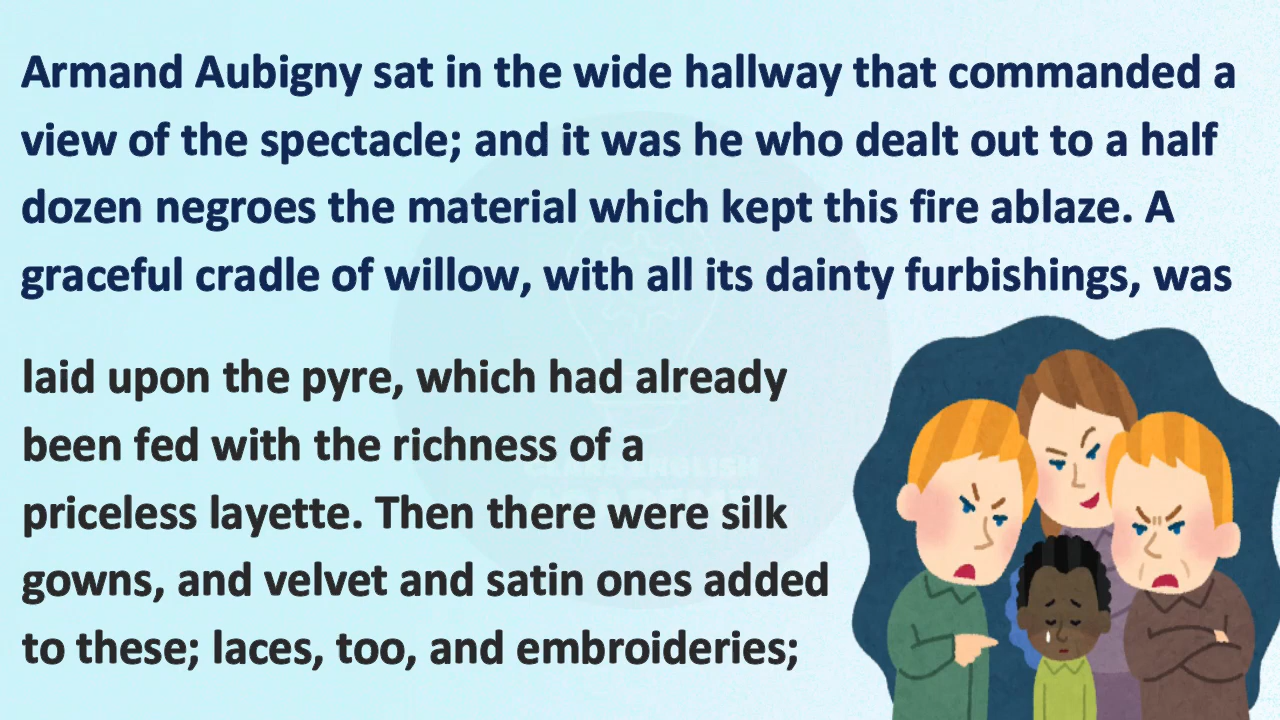 Armand Aubigny sat in the wide hallway that commanded a
view of the spectacle; and it was he who dealt out to a half
dozen negroes the material which kept this fire ablaze. A
graceful cradle of willow, with all its dainty furbishings, was
laid upon the pyre, which had already
been fed with the richness of a
priceless layette. Then there were silk
gowns, and velvet and satin ones added
to these; laces, too, and embroideries;